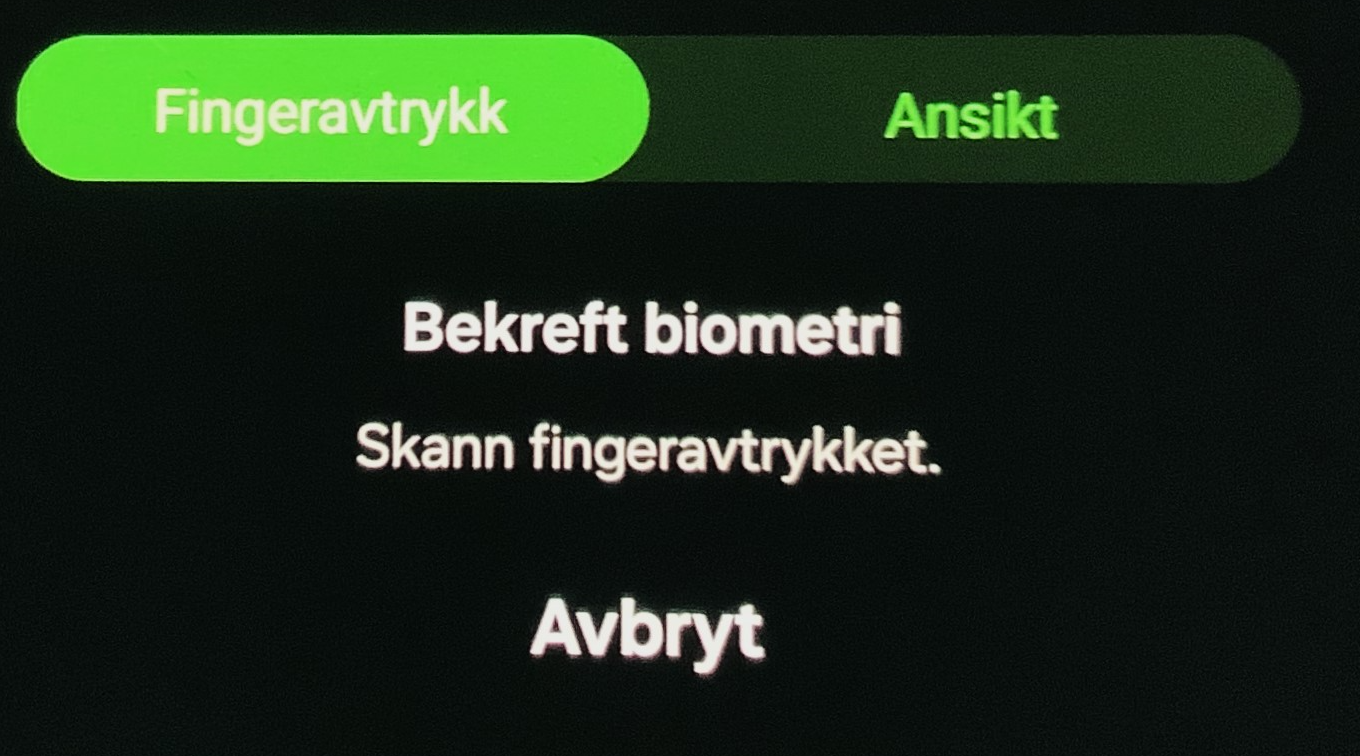 Fingeravtrykk Ansikt
Bekreft biometri
Skann fingeravtrykket.
Avbryt